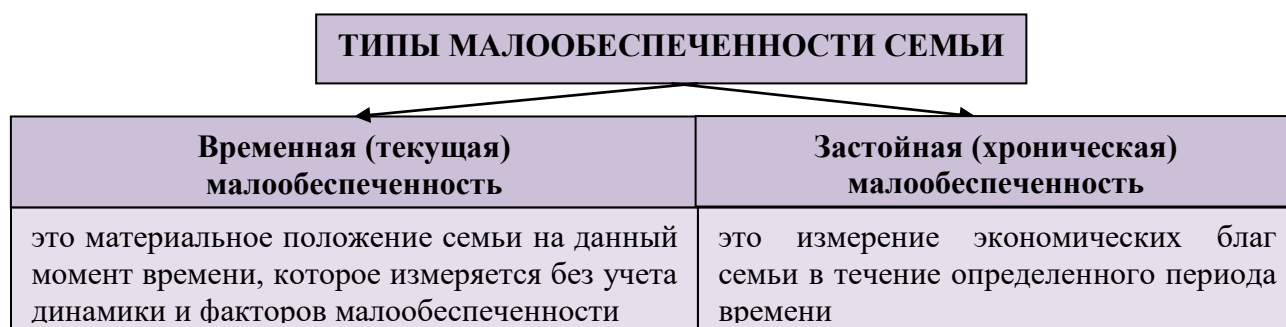 ТИПЫ МАЛООБЕСПЕЧЕННОСТИ СЕМЬИ
Временная (текущая)
малообеспеченность
Застойная (хроническая)
малообеспеченность
это материальное положение семьи на данный
момент времени, которое измеряется без учета
динамики и факторов малообеспеченности
это измерение экономических благ
семьи в течение определенного периода
времени